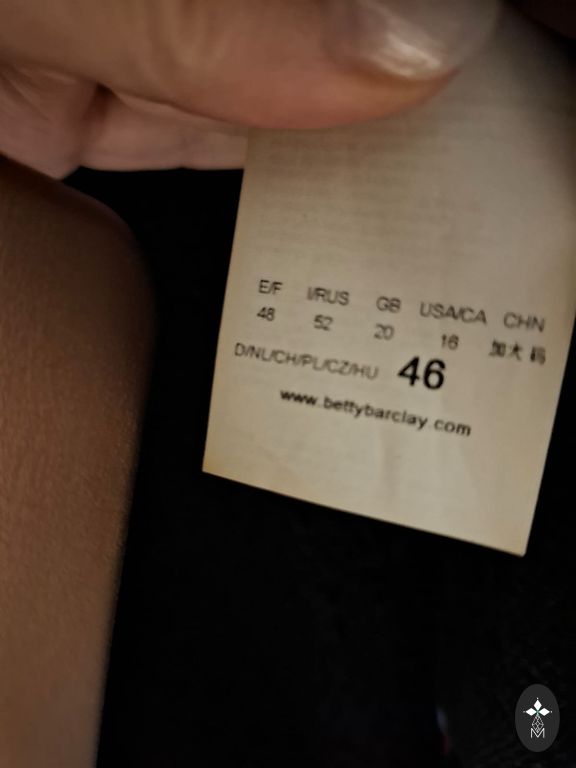 E/F I/RUS GB USA/CA CHN
48 52 20 16 加大码
D/NL/CH/PL/CZ/HU 46
www.bettybarclay.com
M